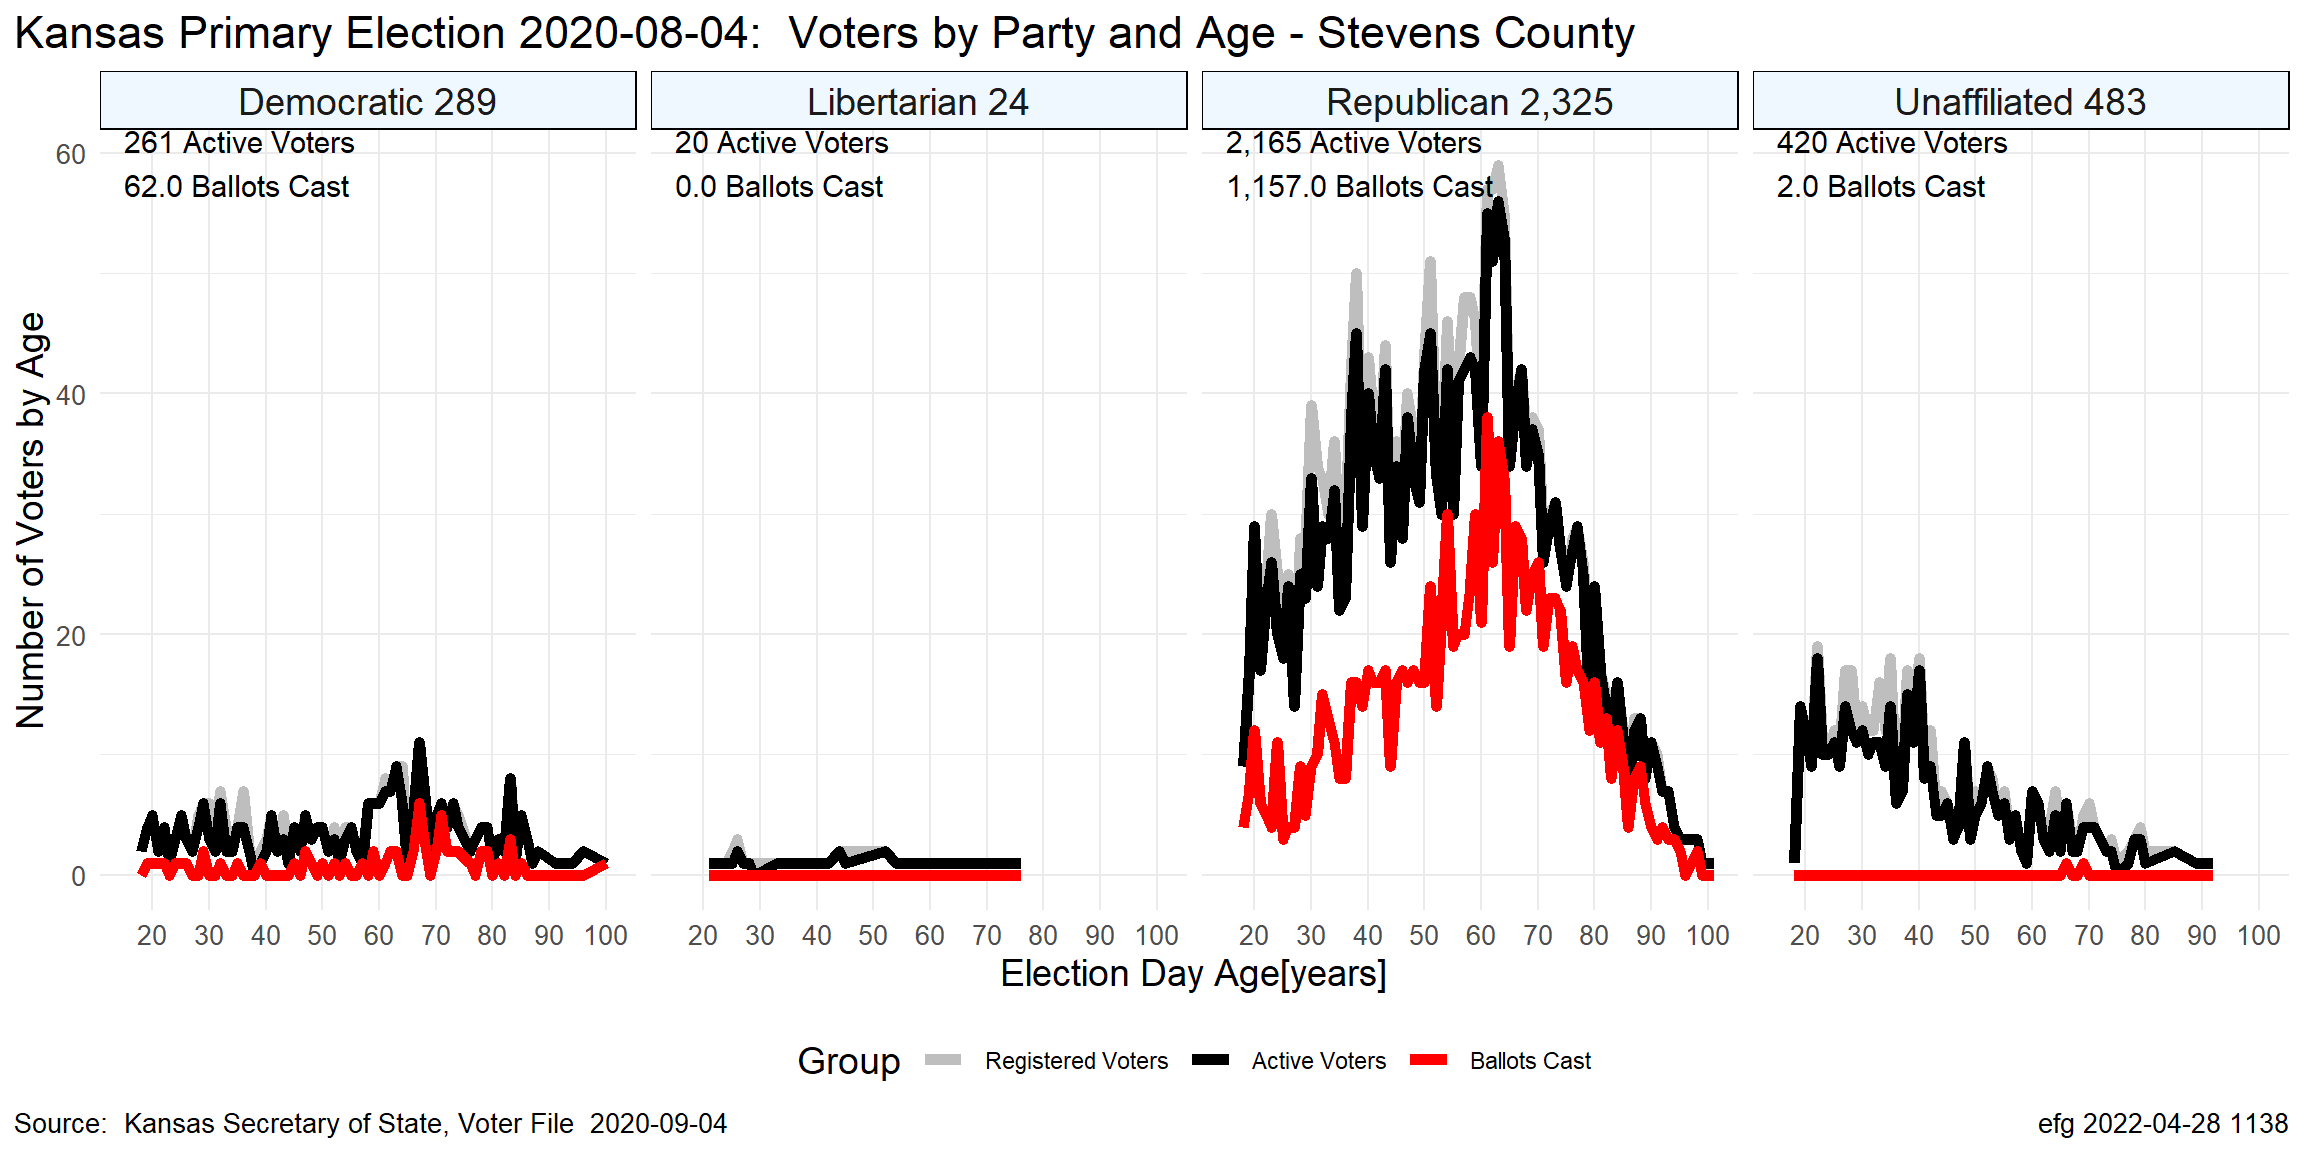 Kansas Primary Election 2020-08-04:  Voters by Party and Age - Stevens County
Democratic 289
Libertarian 24
Republican 2,325
Unaffiliated 483
261 Active Voters
62.0 Ballots Cast
20 Active Voters
0.0 Ballots Cast
2,165 Active Voters
1,157.0 Ballots Cast
420 Active Voters
2.0 Ballots Cast
Number of Voters by Age
60
40
20
0
20 30 40 50 60 70 80 90 100
20 30 40 50 60 70 80 90 100
20 30 40 50 60 70 80 90 100
20 30 40 50 60 70 80 90 100
Election Day Age[years]
Group Registered Voters Active Voters Ballots Cast
Source:  Kansas Secretary of State, Voter File  2020-09-04
efg 2022-04-28 1138